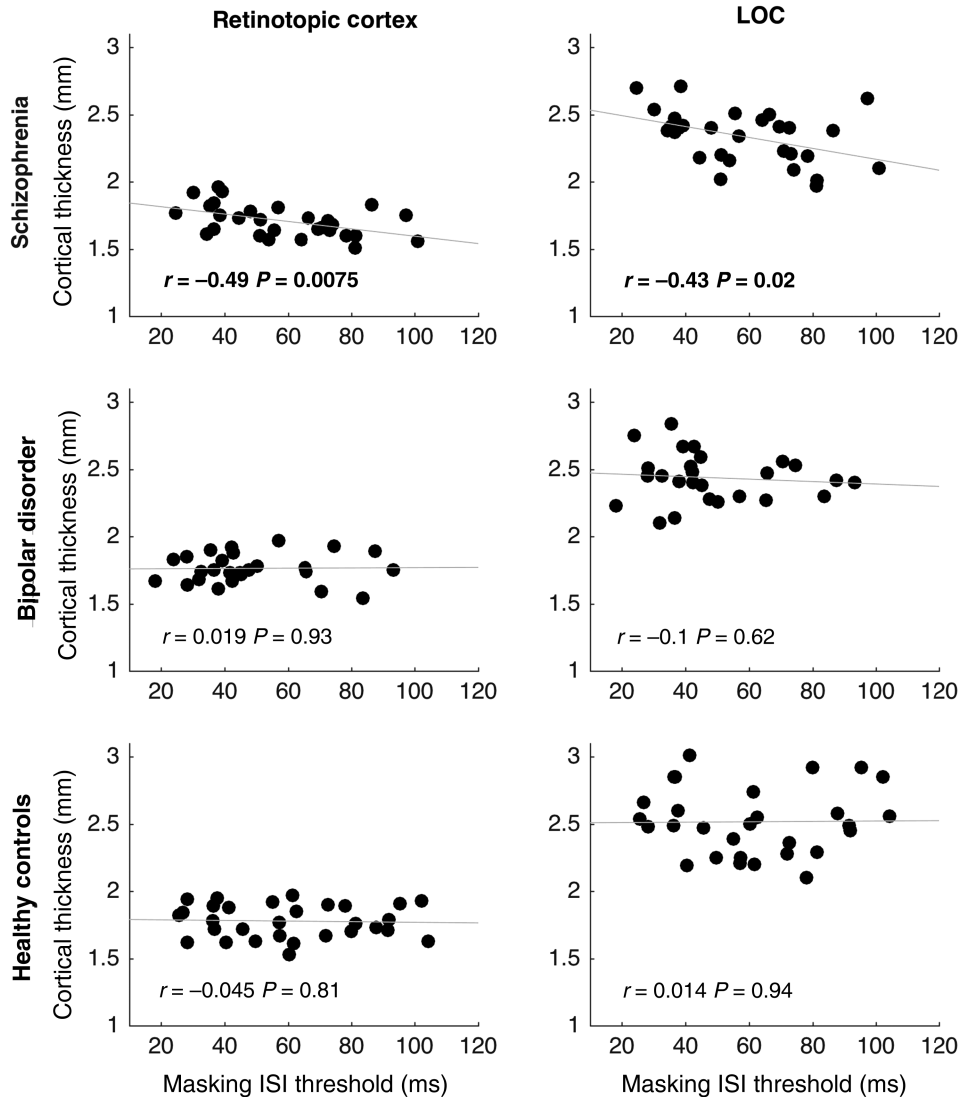 Retinotopic cortex
LOC
Schizophrenia
Cortical thickness (mm)
3
2.5
2
1.5
1
r = –0.49 P = 0.0075
20 40 60 80 100 120
3
2.5
2
1.5
1
r = –0.43 P = 0.02
20 40 60 80 100 120
Bipolar disorder
Cortical thickness (mm)
3
2.5
2
1.5
1
r = 0.019 P = 0.93
20 40 60 80 100 120
3
2.5
2
1.5
1
r = –0.1 P = 0.62
20 40 60 80 100 120
Healthy controls
Cortical thickness (mm)
3
2.5
2
1.5
1
r = –0.045 P = 0.81
20 40 60 80 100 120
Masking ISI threshold (ms)
3
2.5
2
1.5
1
r = 0.014 P = 0.94
20 40 60 80 100 120
Masking ISI threshold (ms)